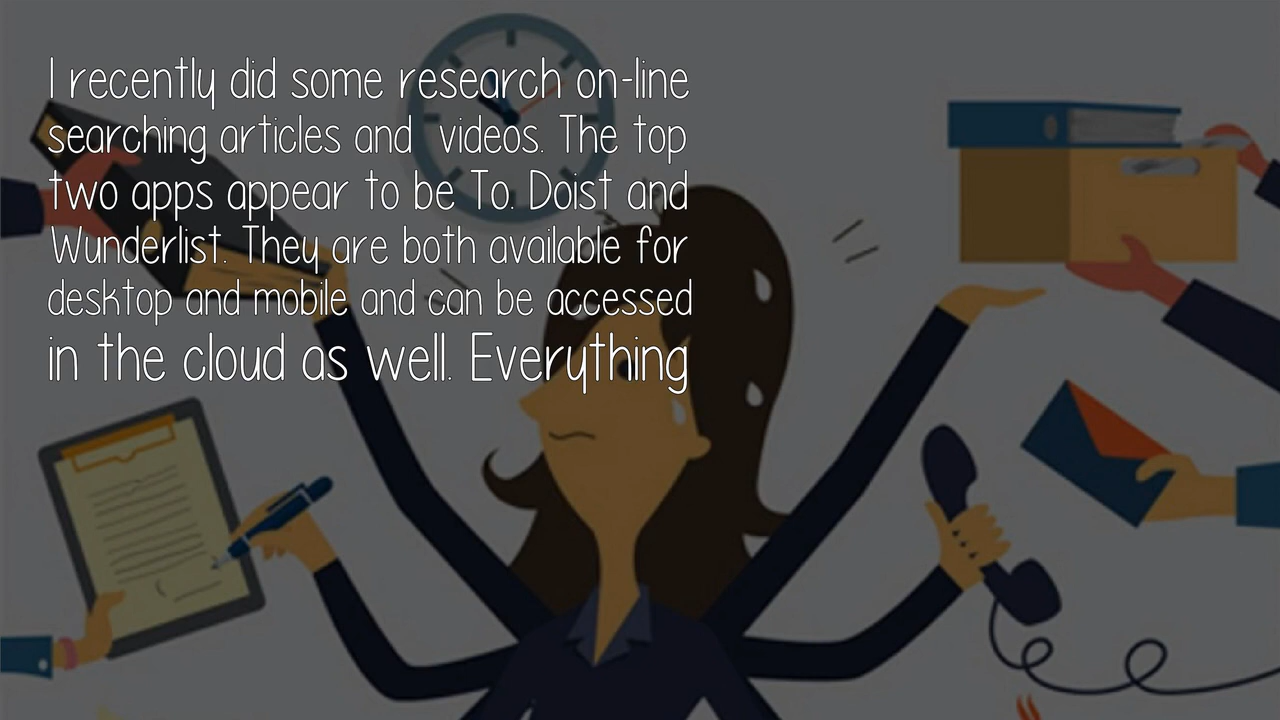 I recently did some research on-line
searching articles and  videos. The top
two apps appear to be To. Doist and
Wunderlist. They are both available for
desktop and mobile and can be accessed
in the cloud as well. Everything